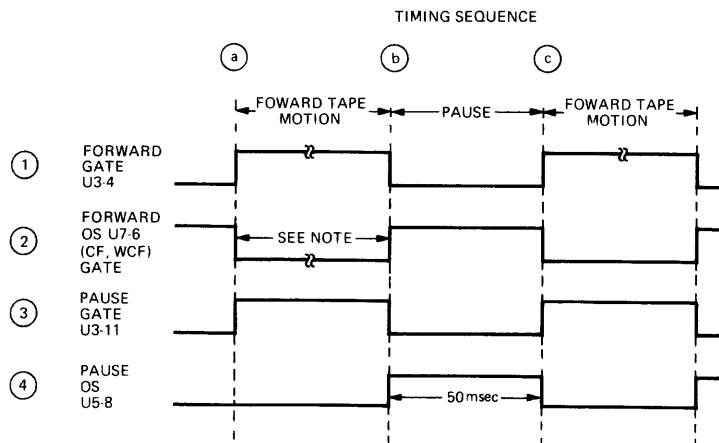 TIMING SEQUENCE
a b c
FOWARD TAPE MOTION PAUSE FOWARD TAPE MOTION
1 FORWARD GATE U3-4
2 FORWARD OS U7-6 (CF, WCF) GATE SEE NOTE
3 PAUSE GATE U3-11
4 PAUSE OS U5-8 50 msec